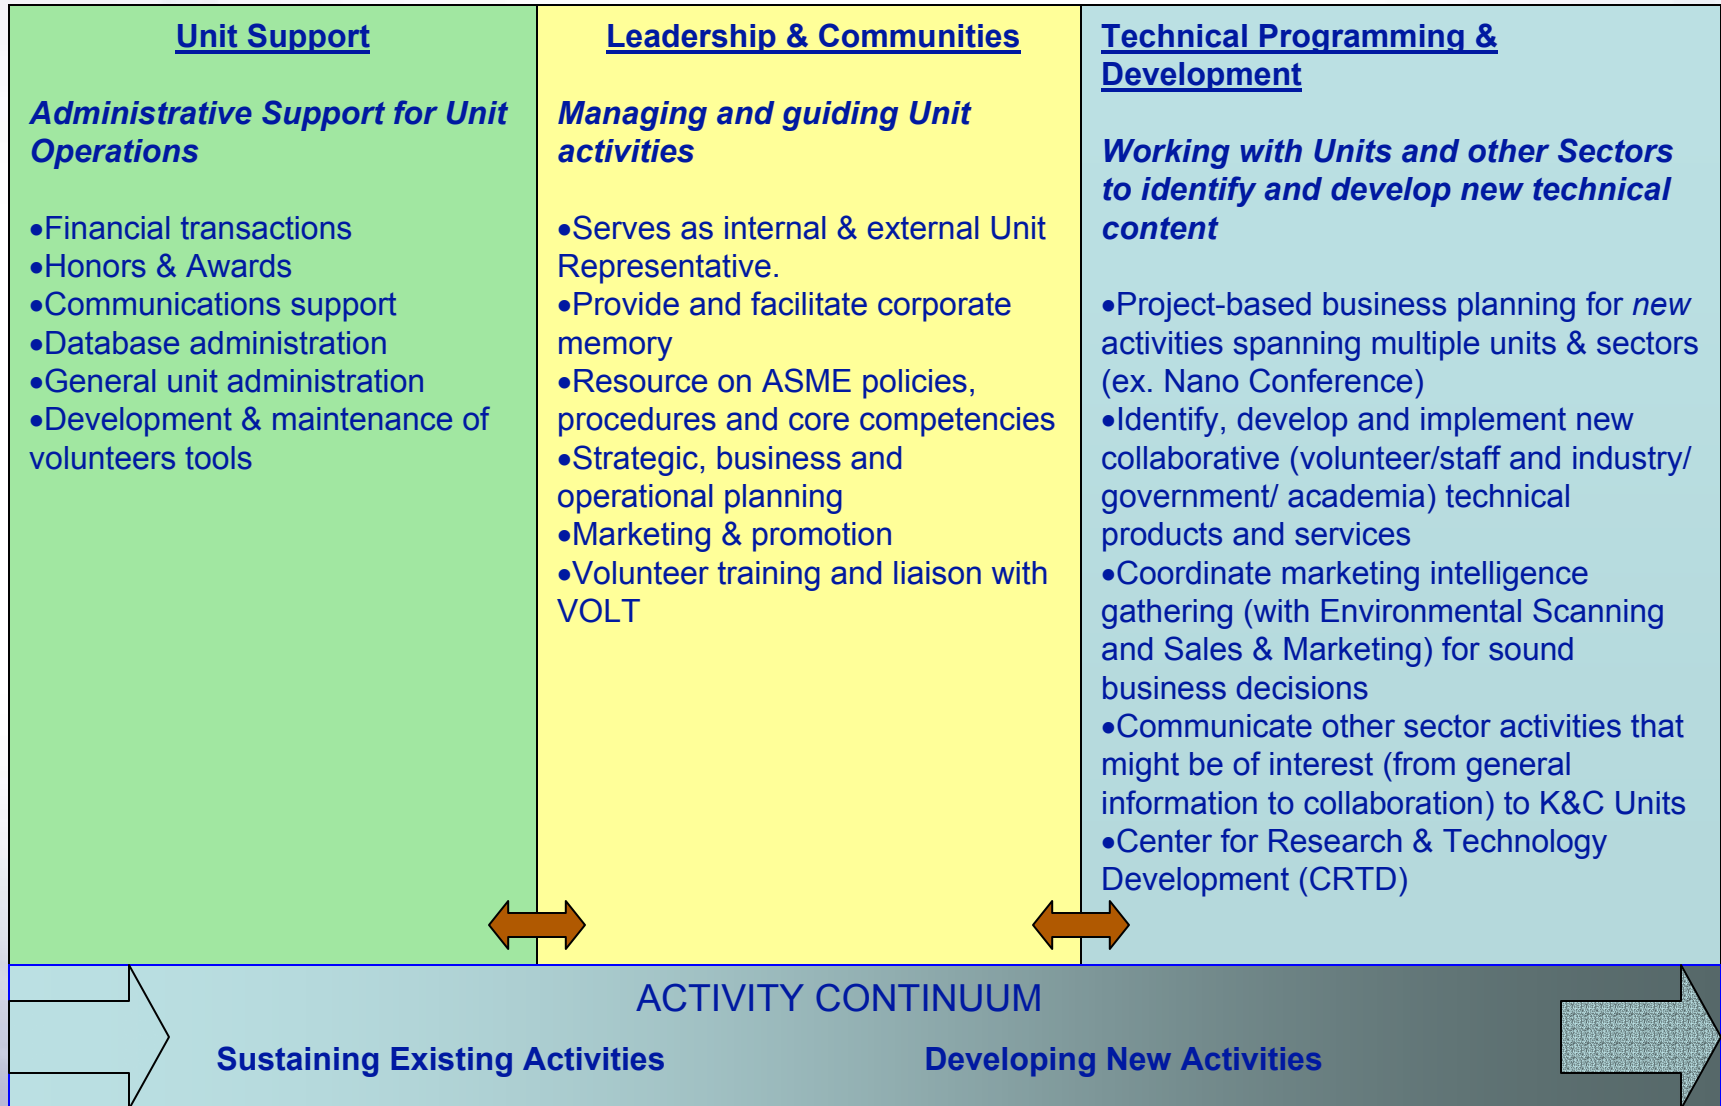 Unit Support
Administrative Support for Unit
Operations
•Financial transactions
•Honors & Awards
•Communications support
•Database administration
•General unit administration
•Development & maintenance of
volunteers tools
Leadership & Communities
Managing and guiding Unit
activities
•Serves as internal & external Unit
Representative.
•Provide and facilitate corporate
memory
•Resource on ASME policies,
procedures and core competencies
•Strategic, business and
operational planning
•Marketing & promotion
•Volunteer training and liaison with
VOLT
Technical Programming &
Development
Working with Units and other Sectors
to identify and develop new technical
content
•Project-based business planning for new
activities spanning multiple units & sectors
(ex. Nano Conference)
•Identify, develop and implement new
collaborative (volunteer/staff and industry/
government/ academia) technical
products and services
•Coordinate marketing intelligence
gathering (with Environmental Scanning
and Sales & Marketing) for sound
business decisions
•Communicate other sector activities that
might be of interest (from general
information to collaboration) to K&C Units
•Center for Research & Technology
Development (CRTD)
ACTIVITY CONTINUUM
Sustaining Existing Activities
Developing New Activities